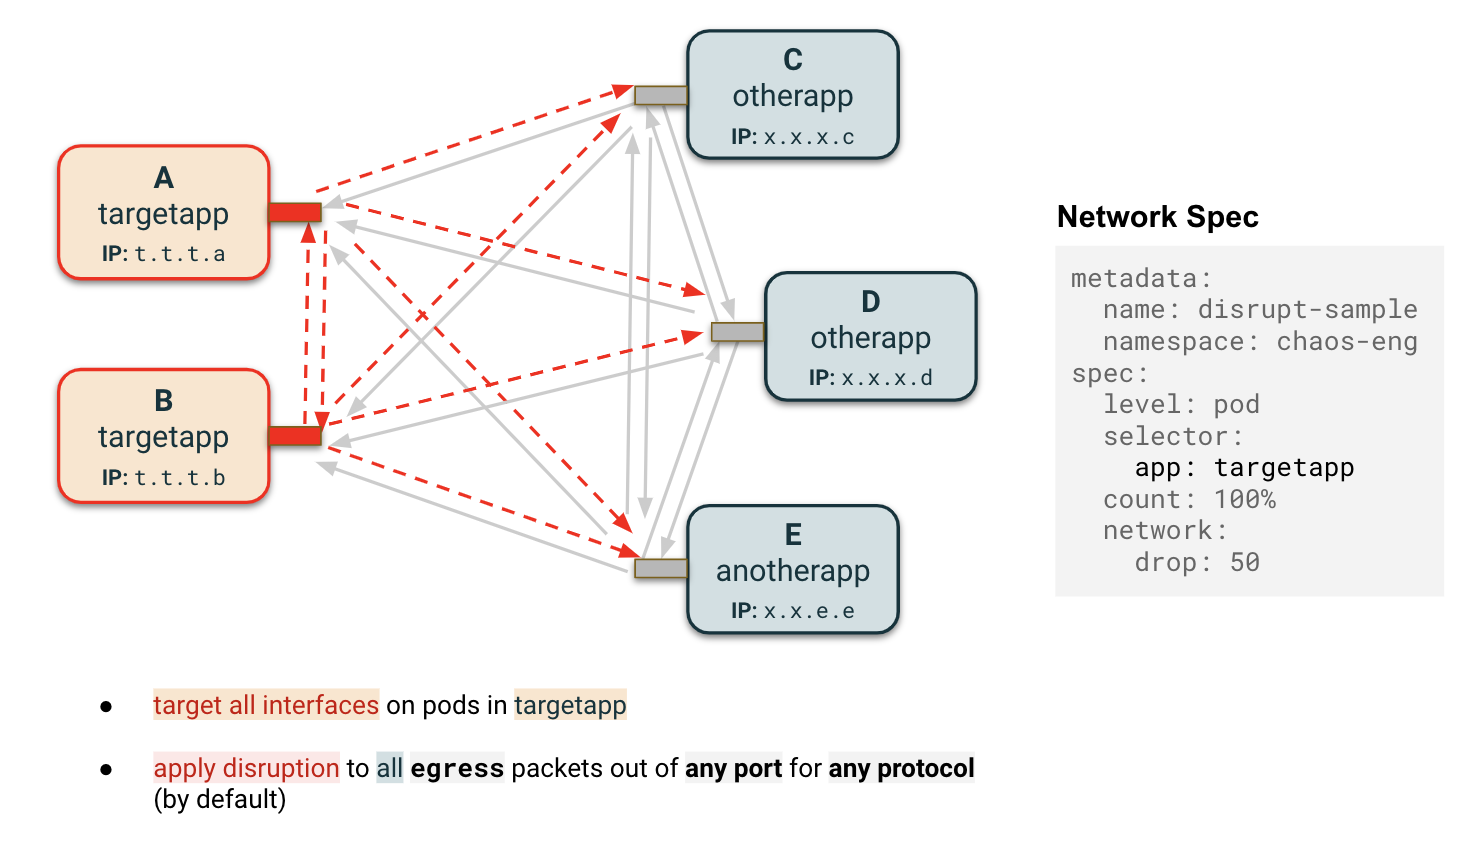 C
otherapp
IP: x.x.x.c
A
targetapp
IP: t.t.t.a
D
otherapp
IP: x.x.x.d
B
targetapp
IP: t.t.t.b
E
anotherapp
IP: x.x.e.e
Network Spec
metadata:
  name: disrupt-sample
  namespace: chaos-eng
spec:
  level: pod
  selector:
    app: targetapp
  count: 100%
  network:
    drop: 50
● target all interfaces on pods in targetapp
● apply disruption to all egress packets out of any port for any protocol
(by default)